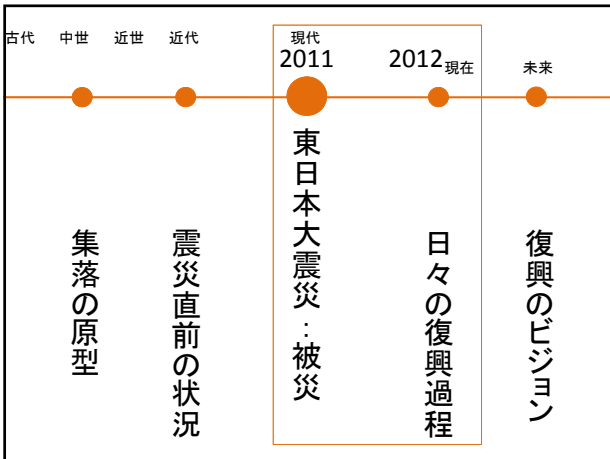 古代
中世
近世
近代
現代
2011
2012現在
未来
集落の原型
震災直前の状況
東日本大震災：被災
日々の復興過程
復興のビジョン